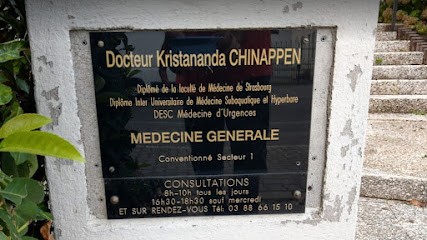 Docteur Kristananda CHINAPPEN
Diplômé de la faculté de Médecine de Strasbourg
Diplôme Inter Universitaire de Médecine Subaquatique et Hyperbare
DESC Médecine d'Urgences
MEDECINE GENERALE
Conventionné Secteur 1
CONSULTATIONS
8h-10h tous les jours
16h30-18h30 sauf mercredi
ET SUR RENDEZ-VOUS Tél: 03 88 66 15 10